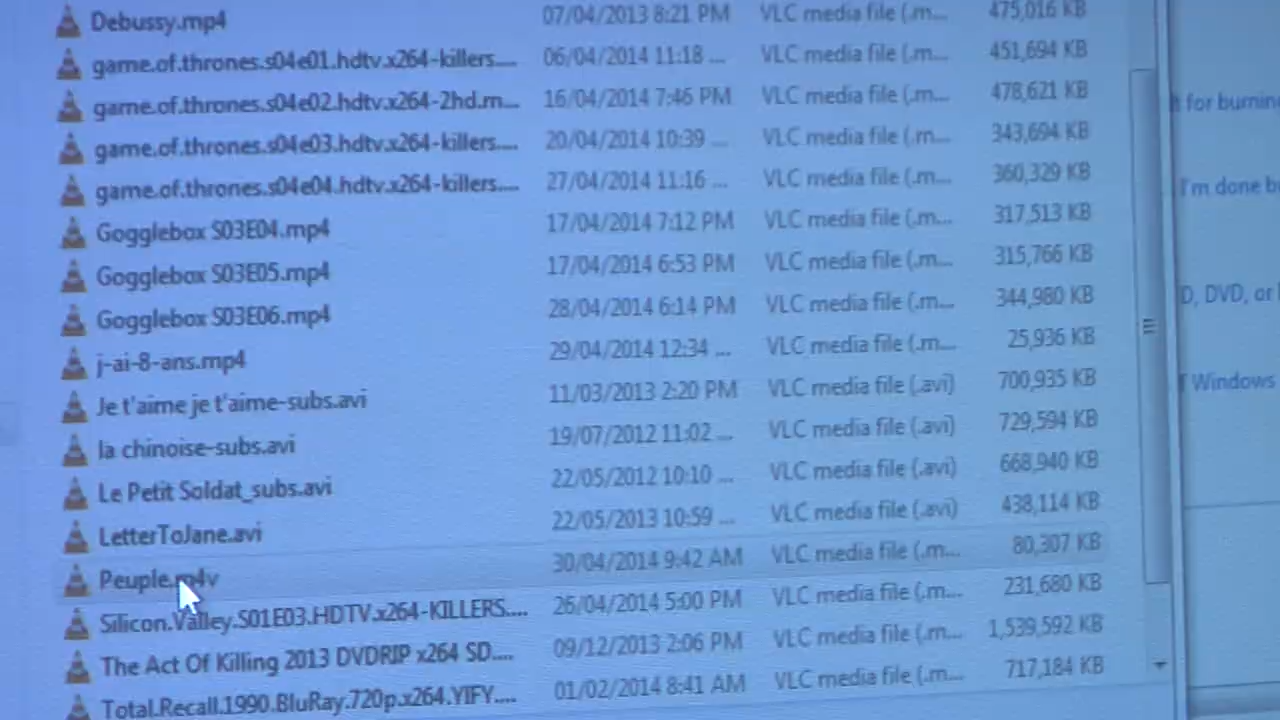 Debussy.mp4 07/04/2013 8:21 PM VLC media file (.m... 475,016 KB
game.of.thrones.s04e01.hdtv.x264-killers.... 06/04/2014 11:18 ... VLC media file (.m... 451,694 KB
game.of.thrones.s04e02.hdtv.x264-2hd.m... 16/04/2014 7:46 PM VLC media file (.m... 478,621 KB
for burning
game.of.thrones.s04e03.hdtv.x264-killers.... 20/04/2014 10:39 ... VLC media file (.m... 343,694 KB
game.of.thrones.s04e04.hdtv.x264-killers.... 27/04/2014 11:16 ... VLC media file (.m... 360,329 KB
I'm done b
Gogglebox S03E04.mp4 17/04/2014 7:12 PM VLC media file (.m... 317,513 KB
Gogglebox S03E05.mp4 17/04/2014 6:53 PM VLC media file (.m... 315,766 KB
D, DVD, or
Gogglebox S03E06.mp4 28/04/2014 6:14 PM VLC media file (.m... 344,980 KB
j-ai-8-ans.mp4 29/04/2014 12:34 ... VLC media file (.m... 25,936 KB
Windows
Je t'aime je t'aime-subs.avi 11/03/2013 2:20 PM VLC media file (.avi) 700,935 KB
la chinoise-subs.avi 19/07/2012 11:02 ... VLC media file (.avi) 729,594 KB
Le Petit Soldat_subs.avi 22/05/2012 10:10 ... VLC media file (.avi) 668,940 KB
LetterToJane.avi 22/05/2013 10:59 ... VLC media file (.avi) 438,114 KB
Peuple.m4v 30/04/2014 9:42 AM VLC media file (.m... 80,307 KB
Silicon.Valley.S01E03.HDTV.x264-KILLERS.... 26/04/2014 5:00 PM VLC media file (.m... 231,680 KB
The Act Of Killing 2013 DVDRIP x264 SD.... 09/12/2013 2:06 PM VLC media file (.m... 1,539,592 KB
Total.Recall.1990.BluRay.720p.x264.YIFY.... 01/02/2014 8:41 AM VLC media file (.m... 717,184 KB